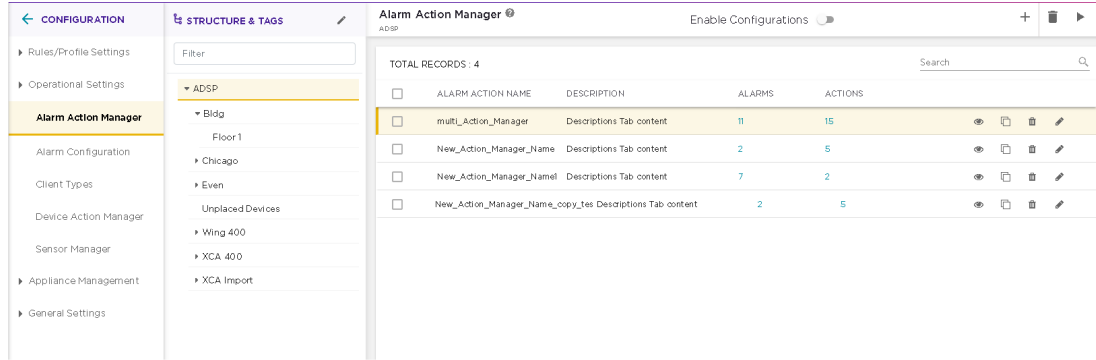 CONFIGURATION
Rules/Profile Settings
Operational Settings
Alarm Action Manager
Alarm Configuration
Client Types
Device Action Manager
Sensor Manager
Appliance Management
General Settings
STRUCTURE & TAGS
Filter
ADSP
Bldg
Floor 1
Chicago
Even
Unplaced Devices
Wing 400
XCA 400
XCA Import
Alarm Action Manager
ADSP
Enable Configurations
TOTAL RECORDS : 4
Search
ALARM ACTION NAME DESCRIPTION ALARMS ACTIONS
multi_Action_Manager Descriptions Tab content 11 15
New_Action_Manager_Name Descriptions Tab content 2 5
New_Action_Manager_Name1 Descriptions Tab content 7 2
New_Action_Manager_Name_copy_tes Descriptions Tab content 2 5